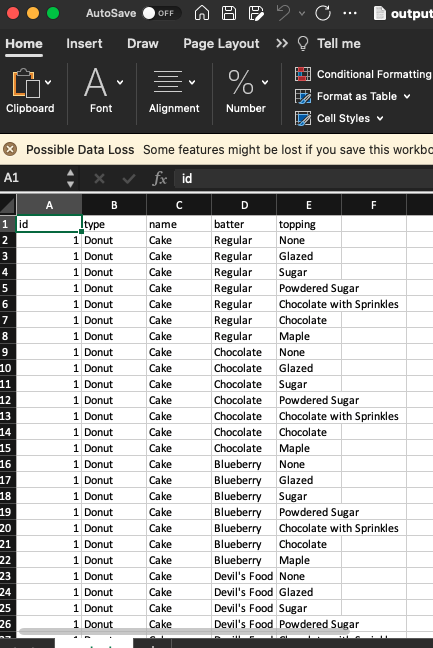 AutoSave OFF ... output
Home Insert Draw Page Layout >> Tell me
Clipboard Font Alignment Number
Conditional Formatting
Format as Table
Cell Styles
Possible Data Loss Some features might be lost if you save this workbo
A1 fx id
A B C D E F
1 id type name batter topping
2 1 Donut Cake Regular None
3 1 Donut Cake Regular Glazed
4 1 Donut Cake Regular Sugar
5 1 Donut Cake Regular Powdered Sugar
6 1 Donut Cake Regular Chocolate with Sprinkles
7 1 Donut Cake Regular Chocolate
8 1 Donut Cake Regular Maple
9 1 Donut Cake Chocolate None
10 1 Donut Cake Chocolate Glazed
11 1 Donut Cake Chocolate Sugar
12 1 Donut Cake Chocolate Powdered Sugar
13 1 Donut Cake Chocolate Chocolate with Sprinkles
14 1 Donut Cake Chocolate Chocolate
15 1 Donut Cake Chocolate Maple
16 1 Donut Cake Blueberry None
17 1 Donut Cake Blueberry Glazed
18 1 Donut Cake Blueberry Sugar
19 1 Donut Cake Blueberry Powdered Sugar
20 1 Donut Cake Blueberry Chocolate with Sprinkles
21 1 Donut Cake Blueberry Chocolate
22 1 Donut Cake Blueberry Maple
23 1 Donut Cake Devil's Food None
24 1 Donut Cake Devil's Food Glazed
25 1 Donut Cake Devil's Food Sugar
26 1 Donut Cake Devil's Food Powdered Sugar